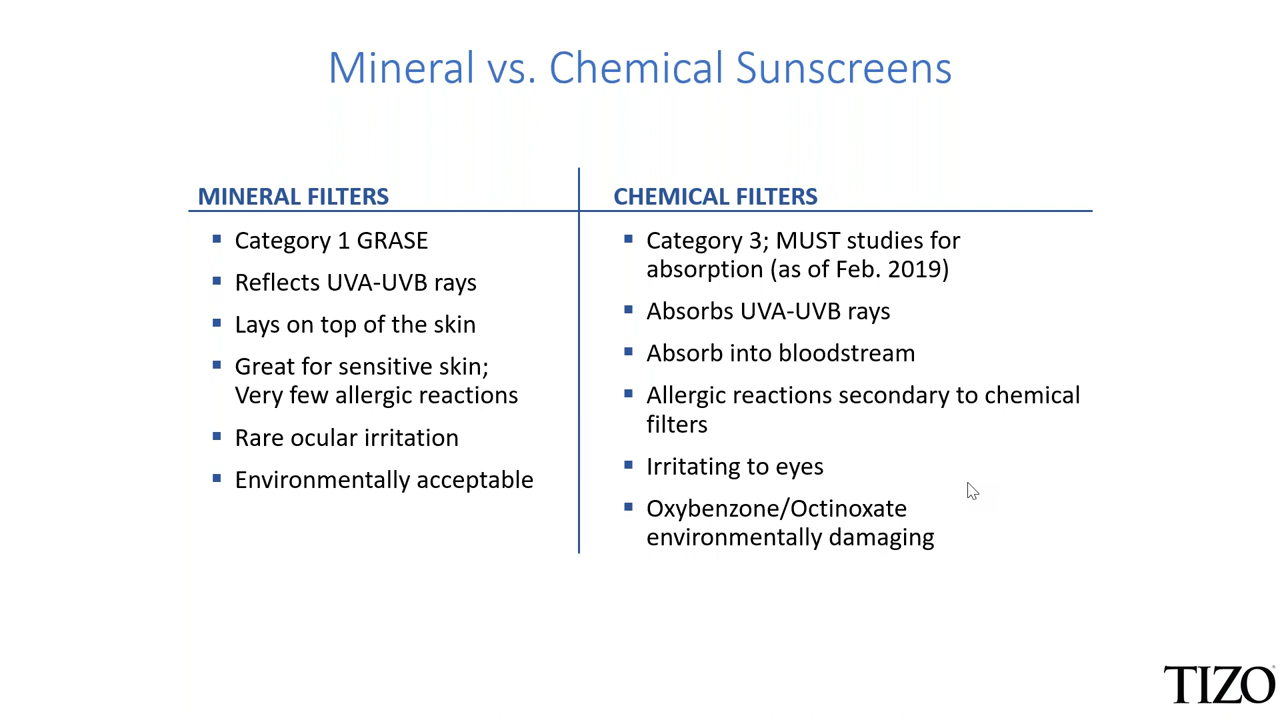 Mineral vs. Chemical Sunscreens
MINERAL FILTERS
Category 1 GRASE
Reflects UVA-UVB rays
Lays on top of the skin
Great for sensitive skin;
Very few allergic reactions
Rare ocular irritation
Environmentally acceptable
CHEMICAL FILTERS
Category 3; MUST studies for
absorption (as of Feb. 2019)
Absorbs UVA-UVB rays
Absorb into bloodstream
Allergic reactions secondary to chemical
filters
Irritating to eyes
Oxybenzone/Octinoxate
environmentally damaging
TIZO